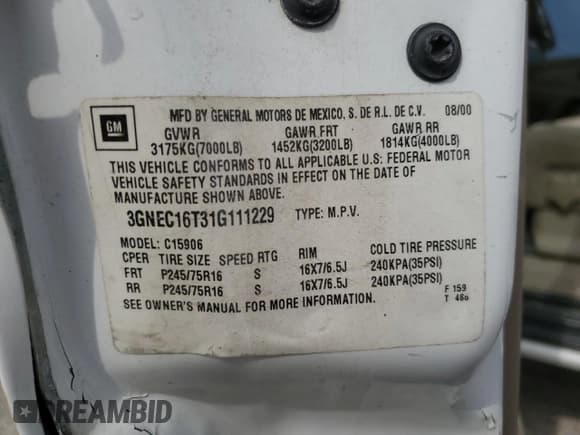 GM
MFD BY GENERAL MOTORS DE MEXICO, S. DE R.L. DE C.V. 08/00
GVWR GAWR FRT GAWR RR
3175KG(7000LB) 1452KG(3200LB) 1814KG(4000LB)
THIS VEHICLE CONFORMS TO ALL APPLICABLE U.S: FEDERAL MOTOR
VEHICLE SAFETY STANDARDS IN EFFECT ON THE DATE OF
MANUFACTURE SHOWN ABOVE.
3GNEC16T31G111229 TYPE: M.P.V.
MODEL: C15906
CPER TIRE SIZE SPEED RTG RIM COLD TIRE PRESSURE
FRT P245/75R16 S 16X7/6.5J 240KPA(35PSI)
RR P245/75R16 S 16X7/6.5J 240KPA(35PSI)
SEE OWNER'S MANUAL FOR MORE INFORMATION.
F 159
T 48o
DREAMBID